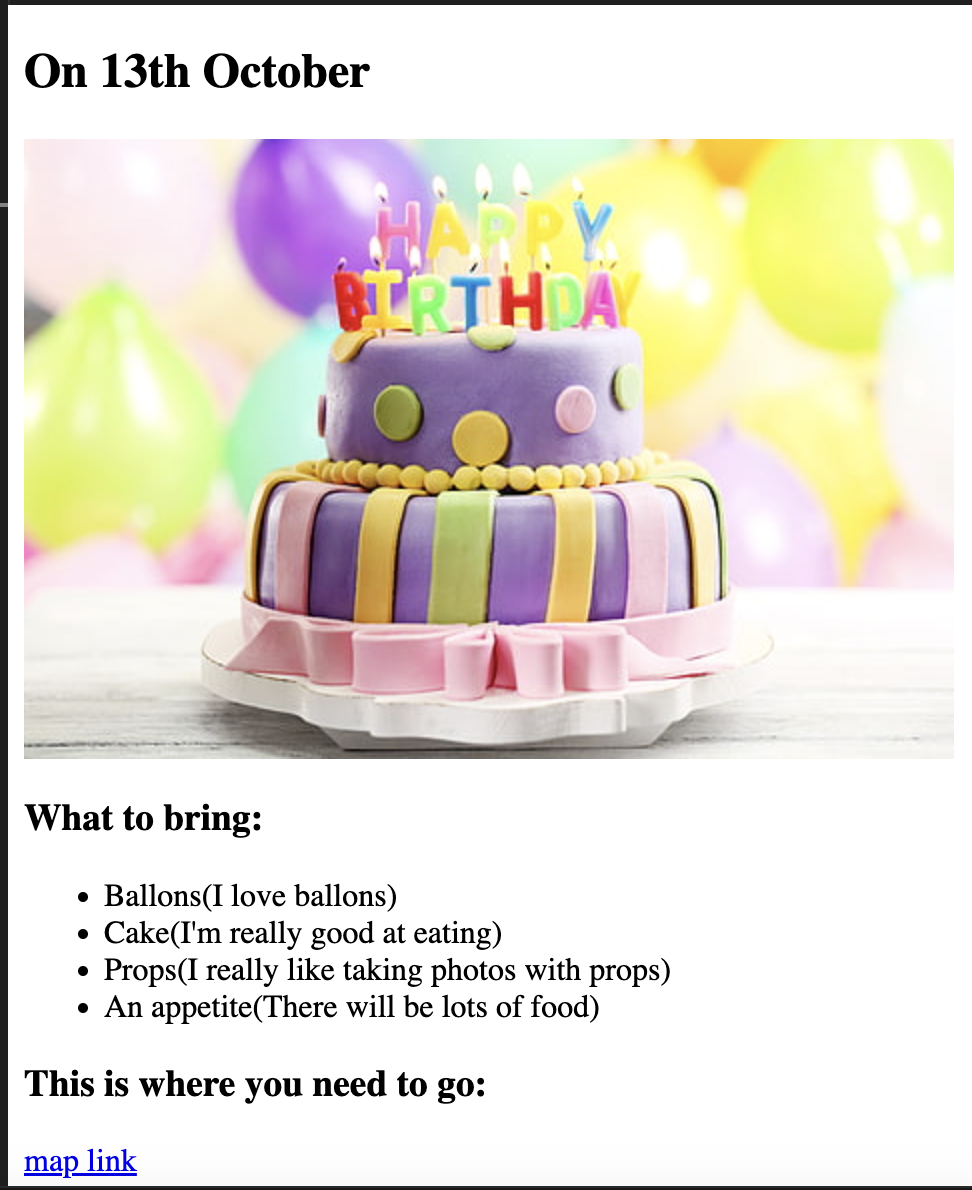 On 13th October
HAPPY
BIRTHDAY
What to bring:
Ballons(I love ballons)
Cake(I'm really good at eating)
Props(I really like taking photos with props)
An appetite(There will be lots of food)
This is where you need to go:
map link